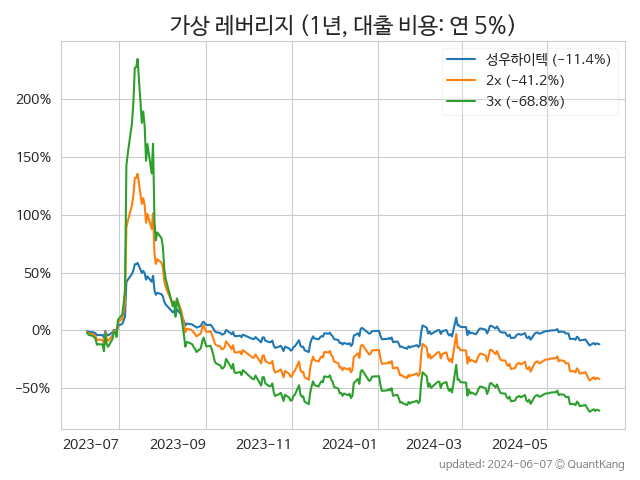 가상 레버리지 (1년, 대출 비용: 연 5%)
성우하이텍 (-11.4%)
2x (-41.2%)
3x (-68.8%)
200%
150%
100%
50%
0%
-50%
2023-07 2023-09 2023-11 2024-01 2024-03 2024-05
updated: 2024-06-07 © QuantKang